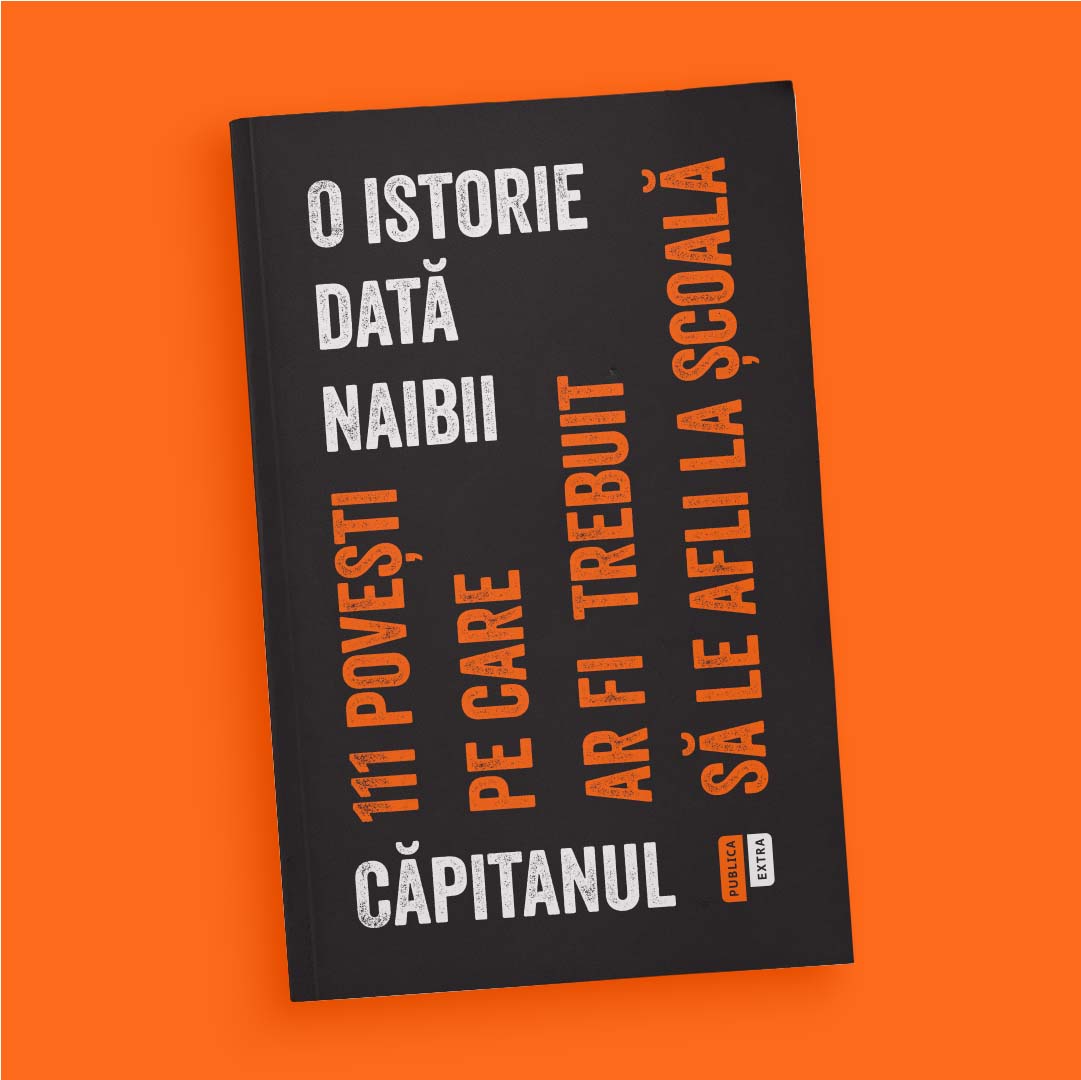 O ISTORIE
DATĂ
NAIBII
111 POVEȘTI
PE CARE
AR FI TREBUIT
SĂ LE AFLI LA ȘCOALĂ
CĂPITANUL
PUBLICA
EXTRA